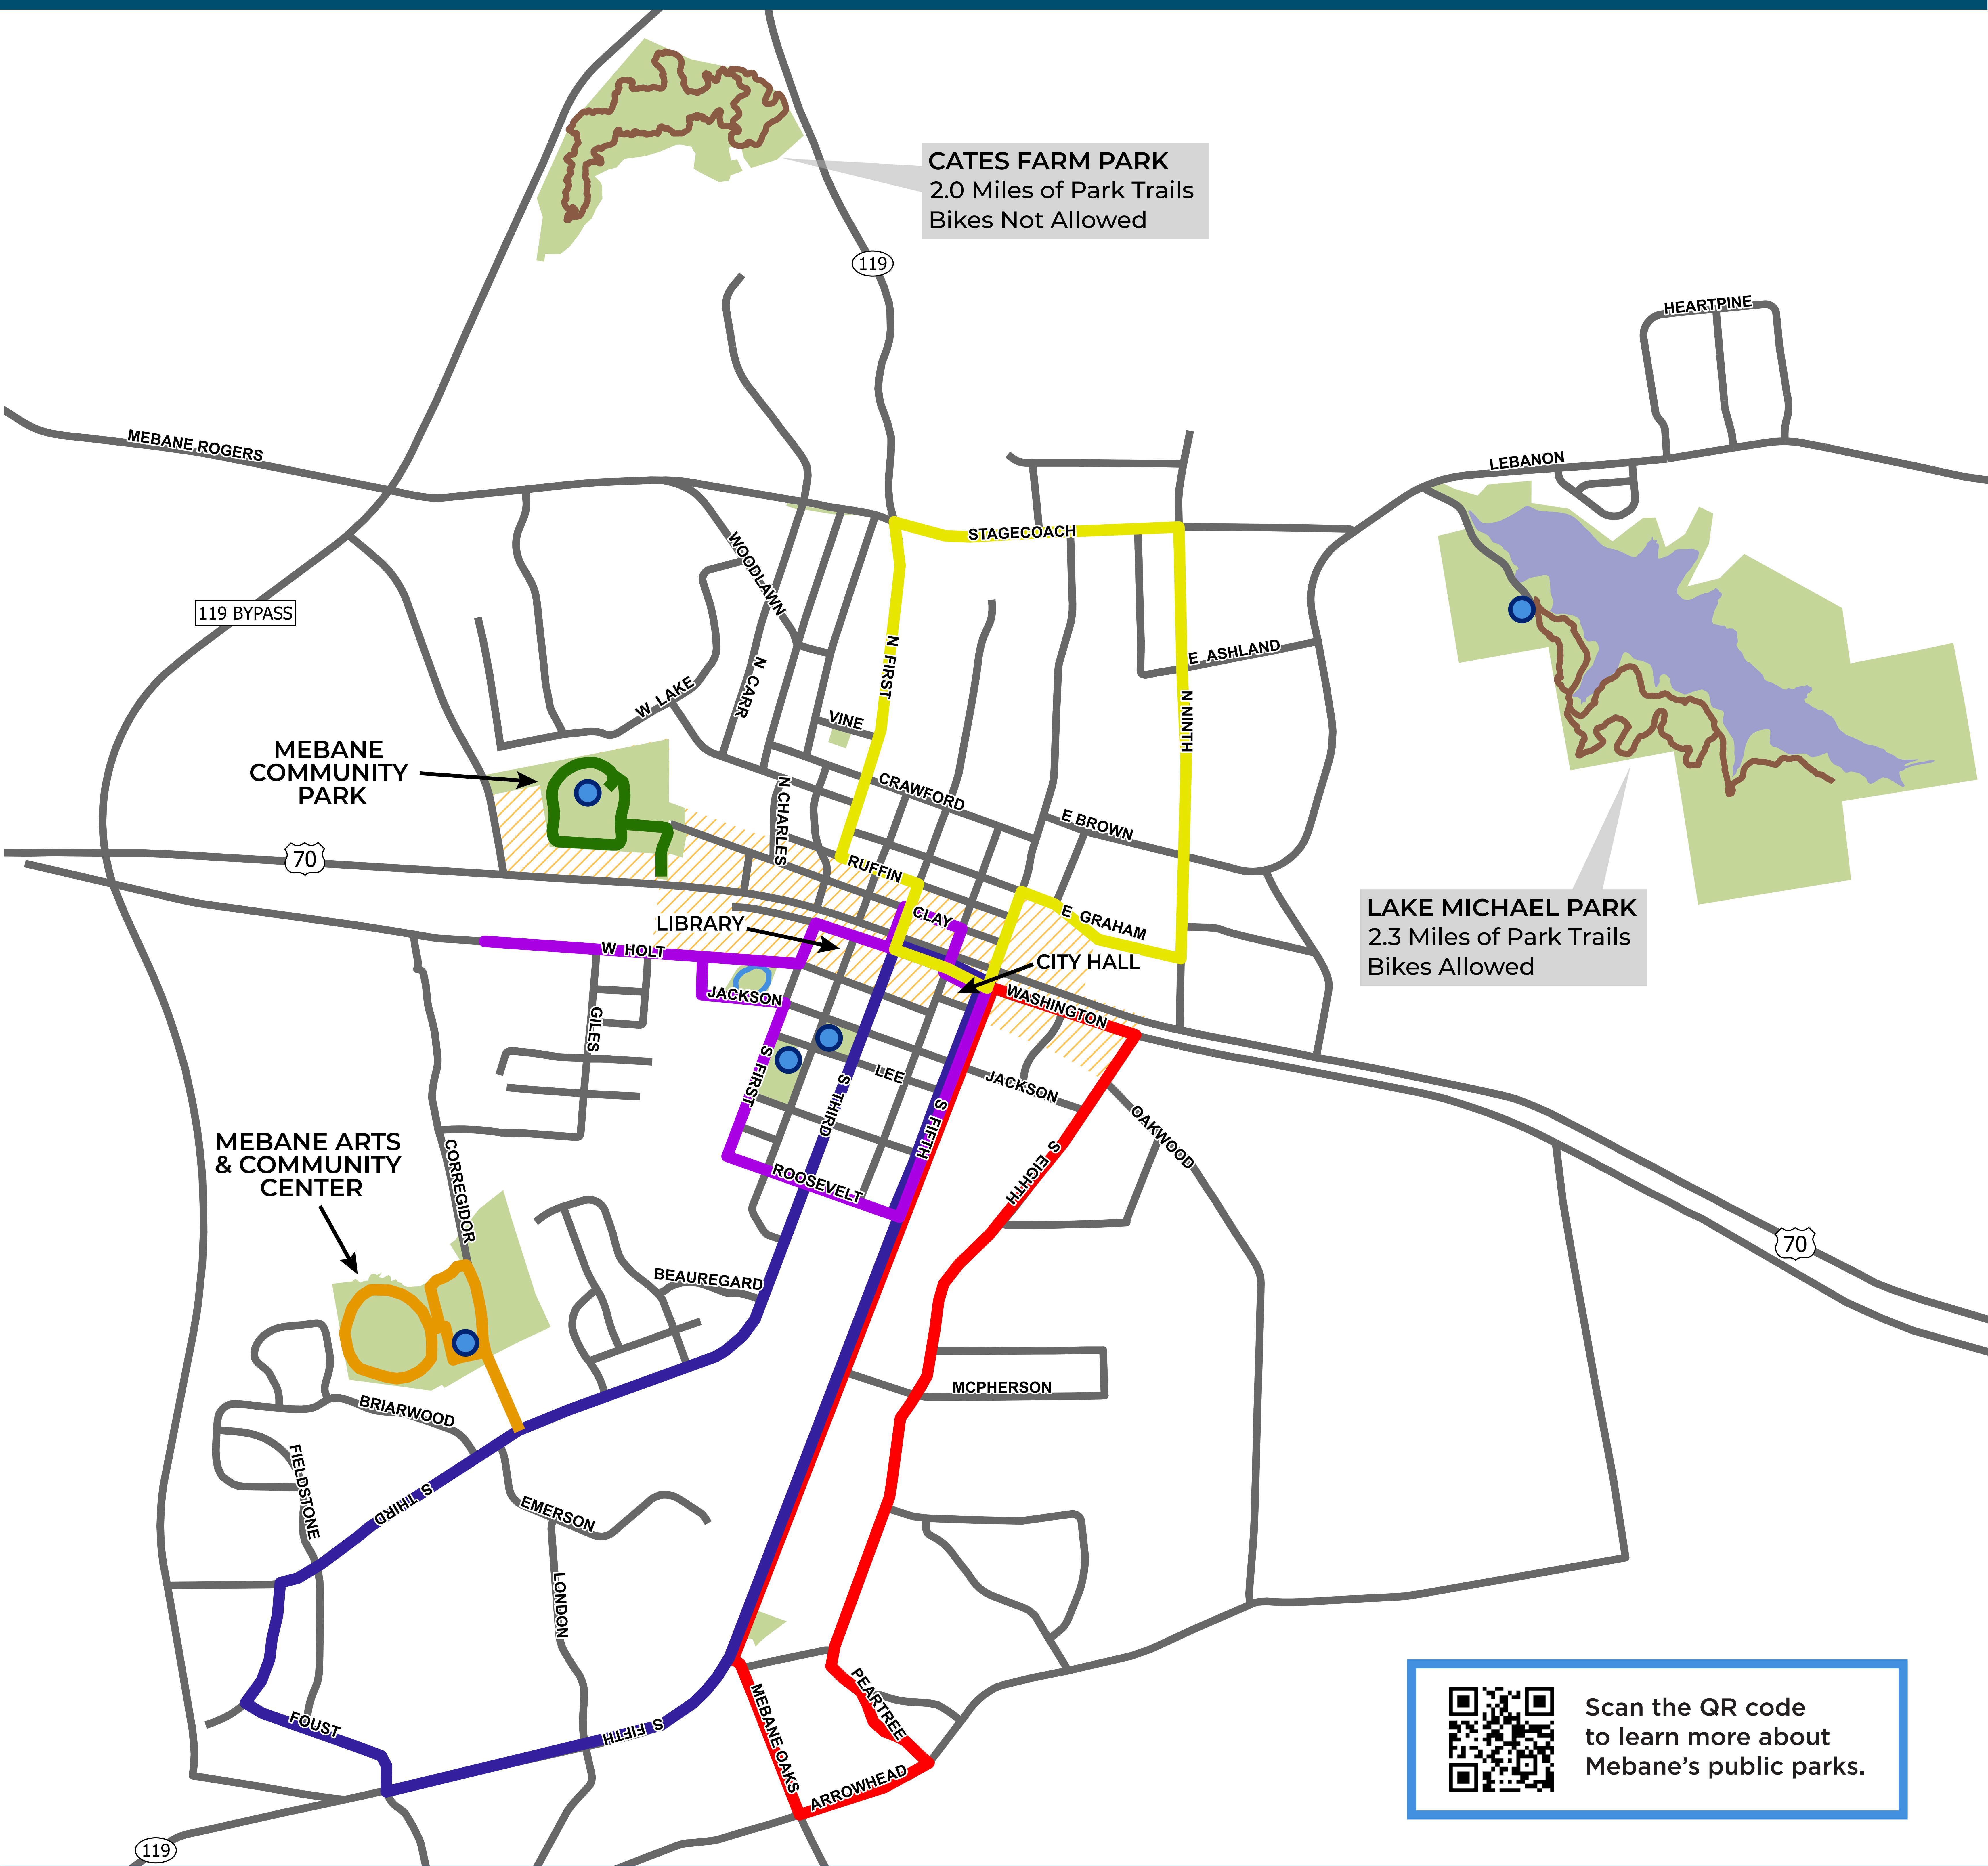 CATES FARM PARK
2.0 Miles of Park Trails
Bikes Not Allowed
119
HEARTPINE
MEBANE ROGERS
LEBANON
STAGECOACH
WOODLAWN
119 BYPASS
N FIRST
E ASHLAND
N CARR
W LAKE
N NINTH
VINE
MEBANE
COMMUNITY
PARK
CRAWFORD
N CHARLES
E BROWN
70
RUFFIN
CLAY
E GRAHAM
LIBRARY
W HOLT
CITY HALL
LAKE MICHAEL PARK
2.3 Miles of Park Trails
Bikes Allowed
JACKSON
WASHINGTON
GILES
S FIRST
S THIRD
LEE
JACKSON
S FIFTH
OAKWOOD
MEBANE ARTS
& COMMUNITY
CENTER
CORREGIDOR
ROOSEVELT
S EIGHTH
70
BEAUREGARD
MCPHERSON
BRIARWOOD
FIELDSTONE
S THIRD
EMERSON
LONDON
PEARTREE
MEBANE OAKS
FOUST
S FIFTH
ARROWHEAD
119
Scan the QR code
to learn more about
Mebane’s public parks.